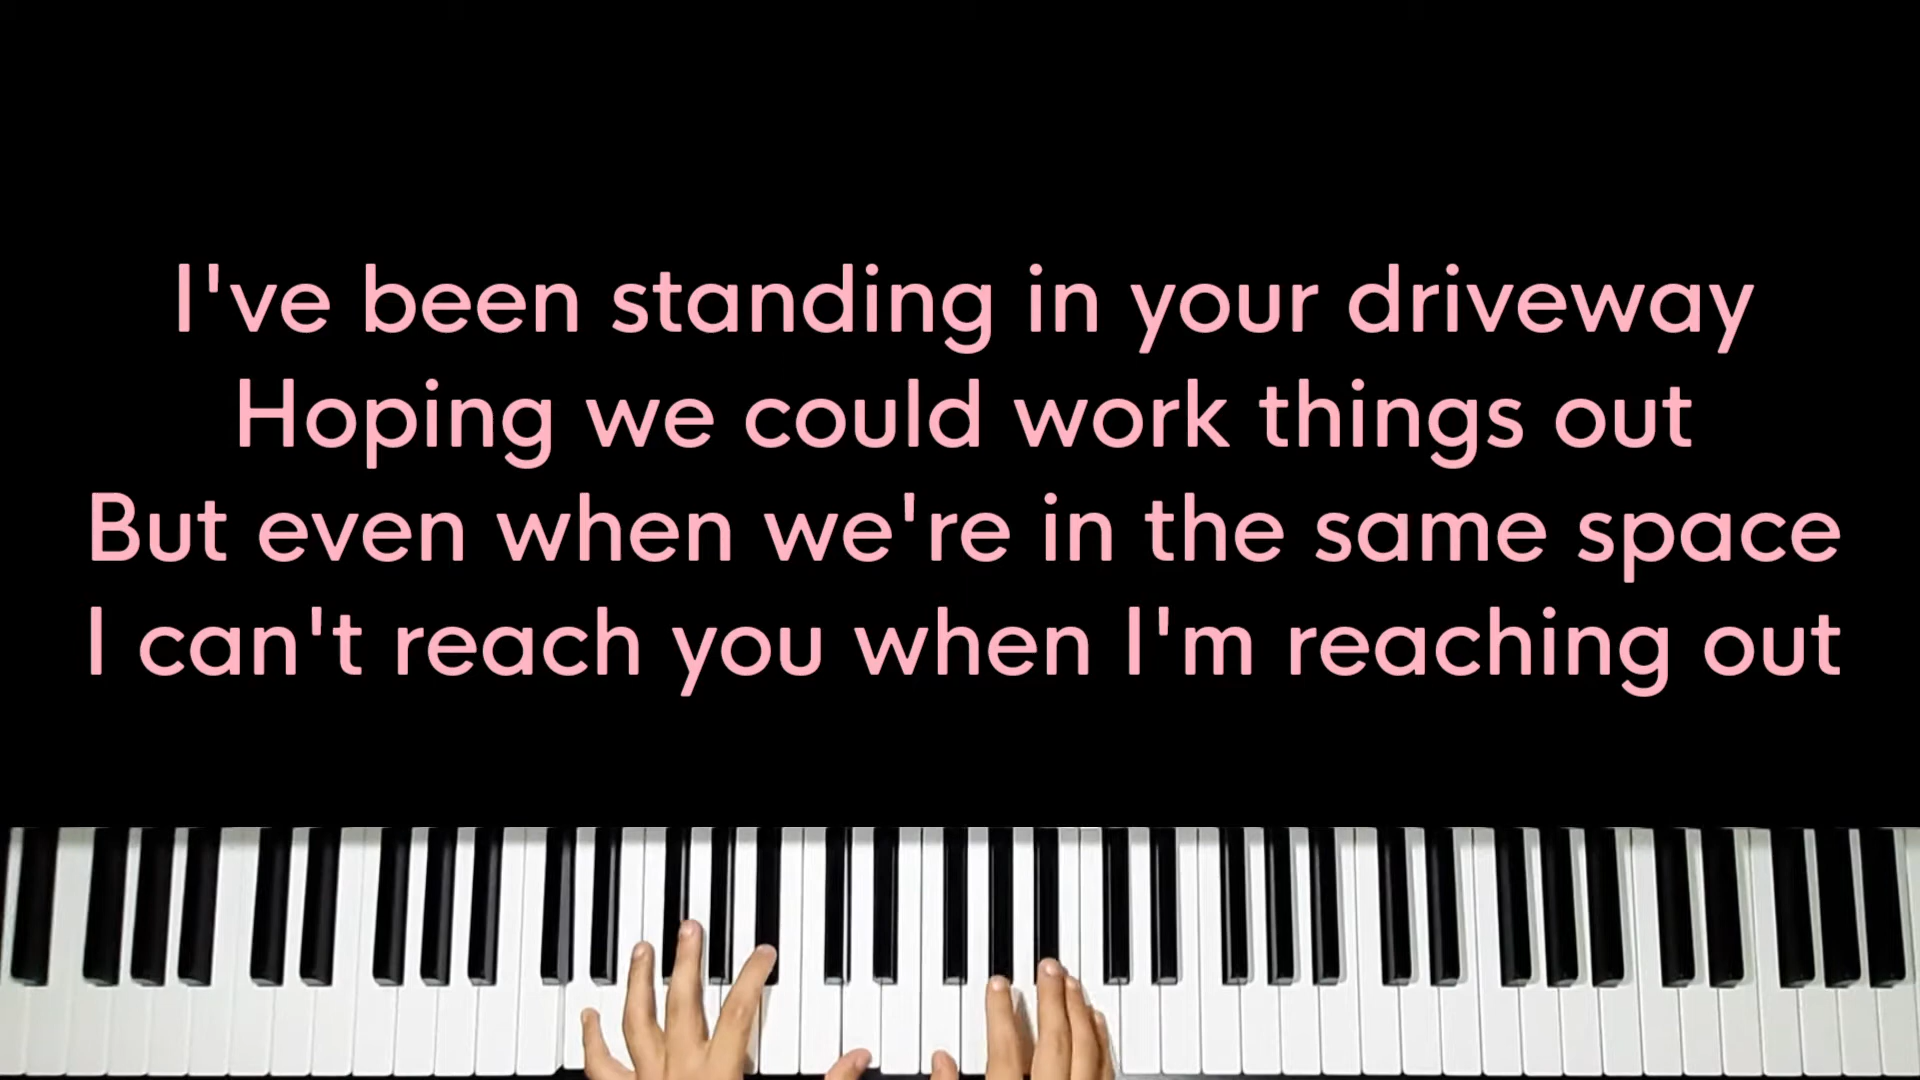 I've been standing in your driveway
Hoping we could work things out
But even when we're in the same space
I can't reach you when I'm reaching out